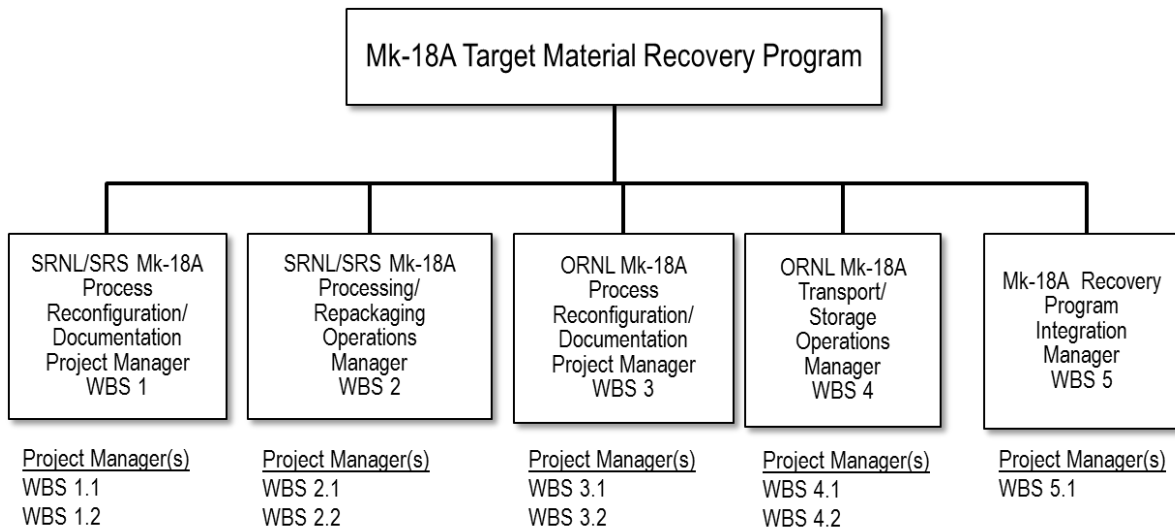 Mk-18A Target Material Recovery Program
SRNL/SRS Mk-18A
Process
Reconfiguration/
Documentation
Project Manager
WBS 1
SRNL/SRS Mk-18A
Processing/
Repackaging
Operations
Manager
WBS 2
ORNL Mk-18A
Process
Reconfiguration/
Documentation
Project Manager
WBS 3
ORNL Mk-18A
Transport/
Storage
Operations
Manager
WBS 4
Mk-18A Recovery
Program
Integration
Manager
WBS 5
Project Manager(s)
WBS 1.1
WBS 1.2
Project Manager(s)
WBS 2.1
WBS 2.2
Project Manager(s)
WBS 3.1
WBS 3.2
Project Manager(s)
WBS 4.1
WBS 4.2
Project Manager(s)
WBS 5.1